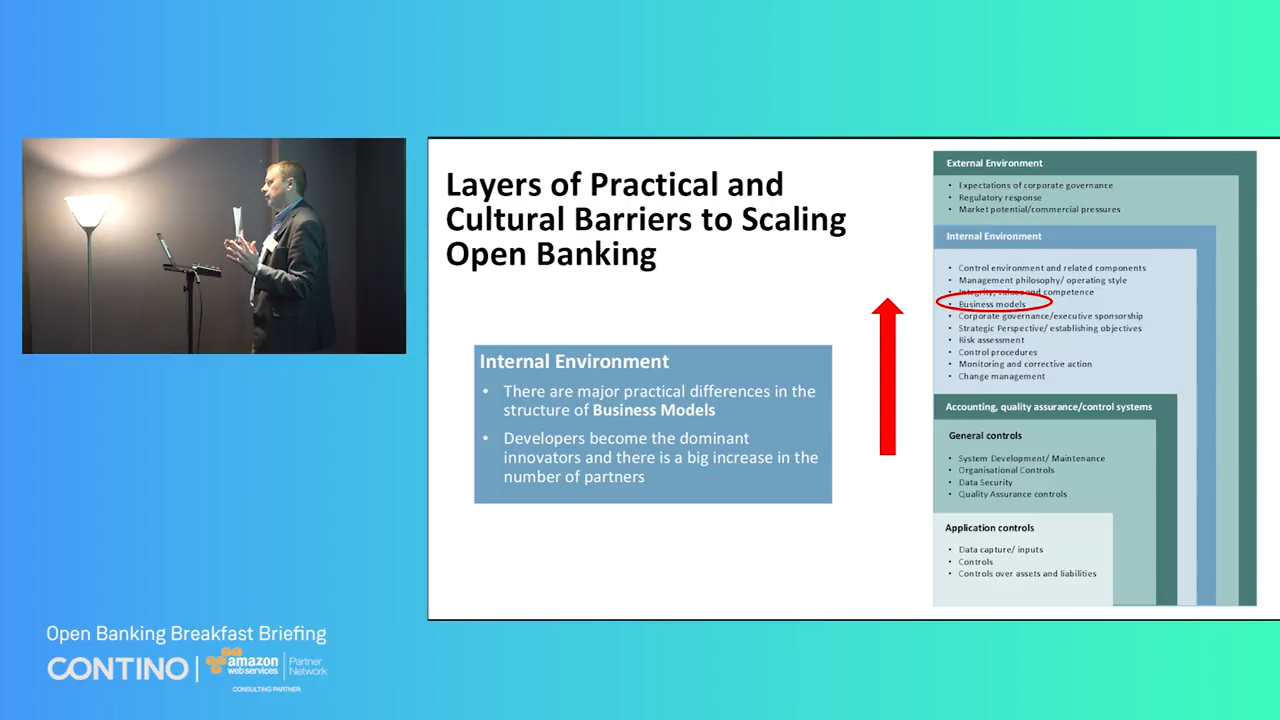 Layers of Practical and
Cultural Barriers to Scaling
Open Banking
Internal Environment
• There are major practical differences in the
structure of Business Models
• Developers become the dominant
innovators and there is a big increase in the
number of partners
External Environment
• Expectations of corporate governance
• Regulatory response
• Market potential/commercial pressures
Internal Environment
• Control environment and related components
• Management philosophy/ operating style
• Integrity, values and competence
• Business models
• Corporate governance/executive sponsorship
• Strategic Perspective/ establishing objectives
• Risk assessment
• Control procedures
• Monitoring and corrective action
• Change management
Accounting, quality assurance/control systems
General controls
• System Development/ Maintenance
• Organisational Controls
• Data Security
• Quality Assurance controls
Application controls
• Data capture/ inputs
• Controls
• Controls over assets and liabilities
Open Banking Breakfast Briefing
CONTINO
amazon
webservices
Partner
Network
CONSULTING PARTNER